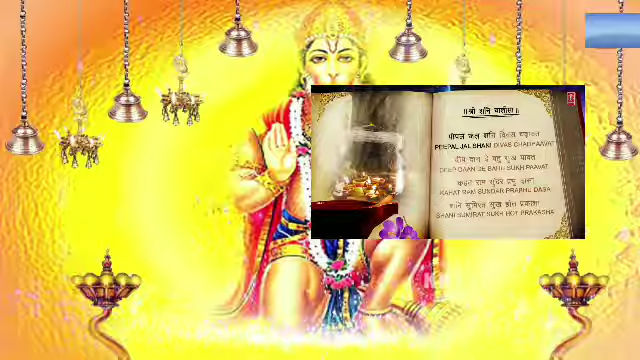 ॥श्री शनि चालीसा॥
पीपल जल शनि दिवस चढ़ावत
PEEPAL JAL SHANI DIVAS CHADHAAVAT
दीप दान दे बहु सुख पावत
DEEP DAAN DE BAHU SUKH PAAVAT
कहत राम सुन्दर प्रभु दासा
KAHAT RAM SUNDAR PRABHU DASA
शनि सुमिरत सुख होत प्रकाशा
SHANI SUMIRAT SUKH HOT PRAKASHA